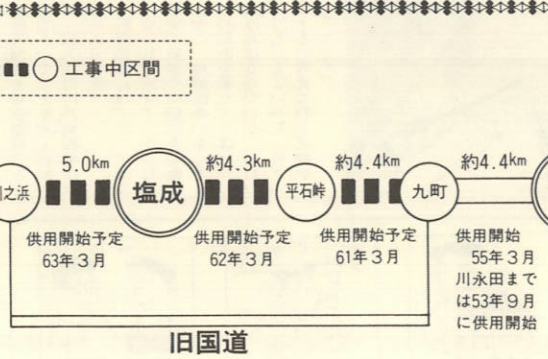 工事中区間
5.0km
約4.3km
約4.4km
約4.4km
之浜
塩成
平石峠
九町
供用開始予定
63年3月
供用開始予定
62年3月
供用開始予定
61年3月
供用開始
55年3月
川永田まで
は53年9月
に供用開始
旧国道